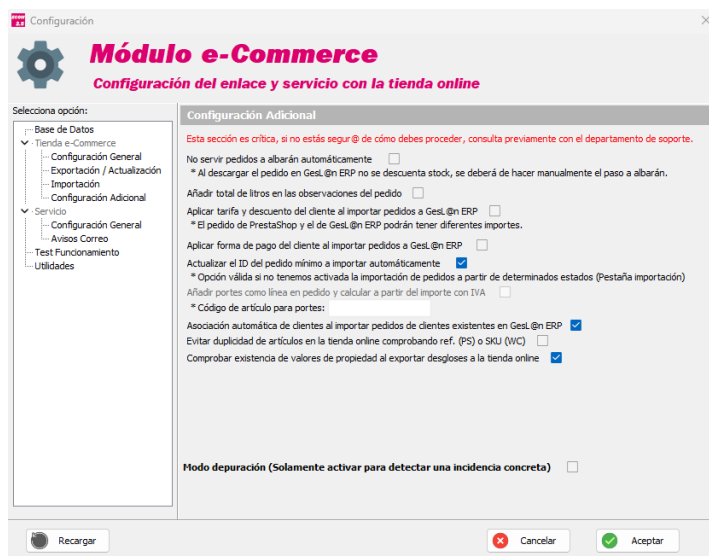 Configuración
Módulo e-Commerce
Configuración del enlace y servicio con la tienda online
Selecciona opción:
Base de Datos
Tienda e-Commerce
Configuración General
Exportación / Actualización
Importación
Configuración Adicional
Servicio
Configuración General
Avisos Correo
Test Funcionamiento
Utilidades
Configuración Adicional
Esta sección es crítica, si no estás segur@ de cómo debes proceder, consulta previamente con el departamento de soporte.
No servir pedidos a albarán automáticamente
* Al descargar el pedido en GesL@n ERP no se descuenta stock, se deberá de hacer manualmente el paso a albarán.
Añadir total de litros en las observaciones del pedido
Aplicar tarifa y descuento del cliente al importar pedidos a GesL@n ERP
* El pedido de PrestaShop y el de GesL@n ERP podrán tener diferentes importes.
Aplicar forma de pago del cliente al importar pedidos a GesL@n ERP
Actualizar el ID del pedido mínimo a importar automáticamente
* Opción válida si no tenemos activada la importación de pedidos a partir de determinados estados (Pestaña importación)
Añadir portes como línea en pedido y calcular a partir del importe con IVA
* Código de artículo para portes:
Asociación automática de clientes al importar pedidos de clientes existentes en GesL@n ERP
Evitar duplicidad de artículos en la tienda online comprobando ref. (PS) o SKU (WC)
Comprobar existencia de valores de propiedad al exportar desgloses a la tienda online
Modo depuración (Solamente activar para detectar una incidencia concreta)
Recargar
Cancelar
Aceptar